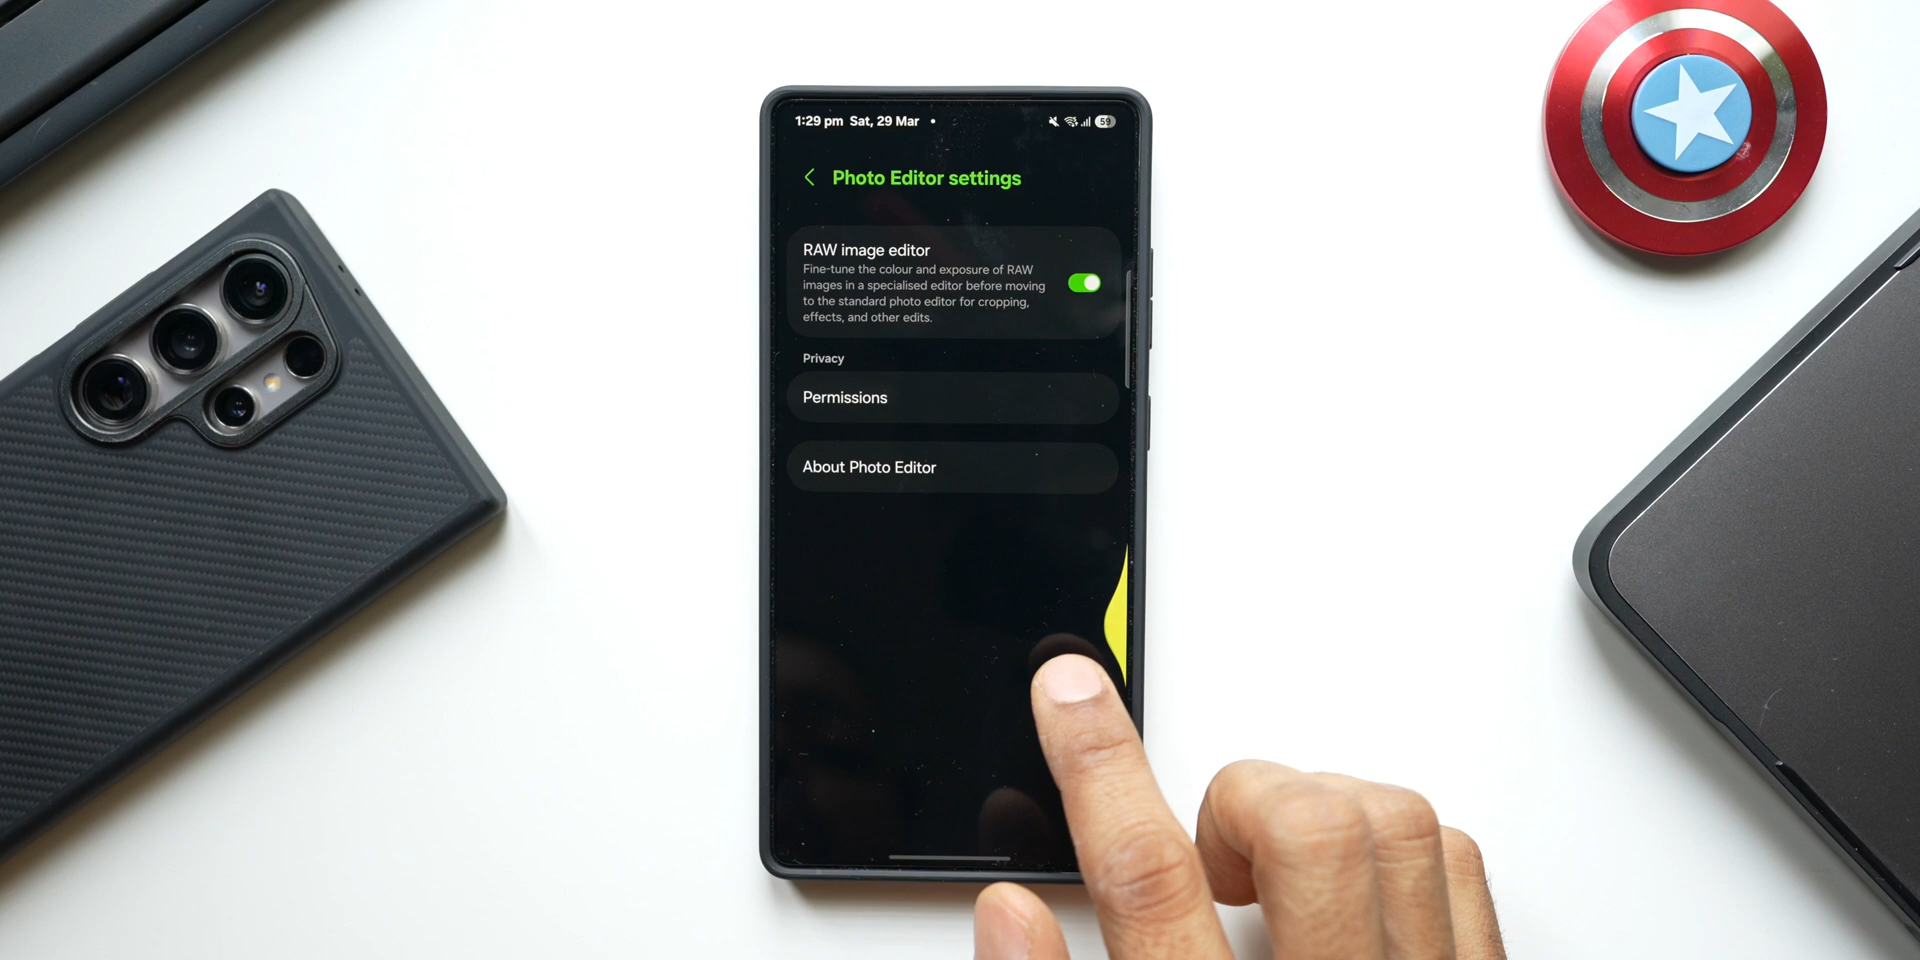 1:29 pm Sat, 29 Mar 59
Photo Editor settings
RAW image editor
Fine-tune the colour and exposure of RAW
images in a specialised editor before moving
to the standard photo editor for cropping,
effects, and other edits.
Privacy
Permissions
About Photo Editor